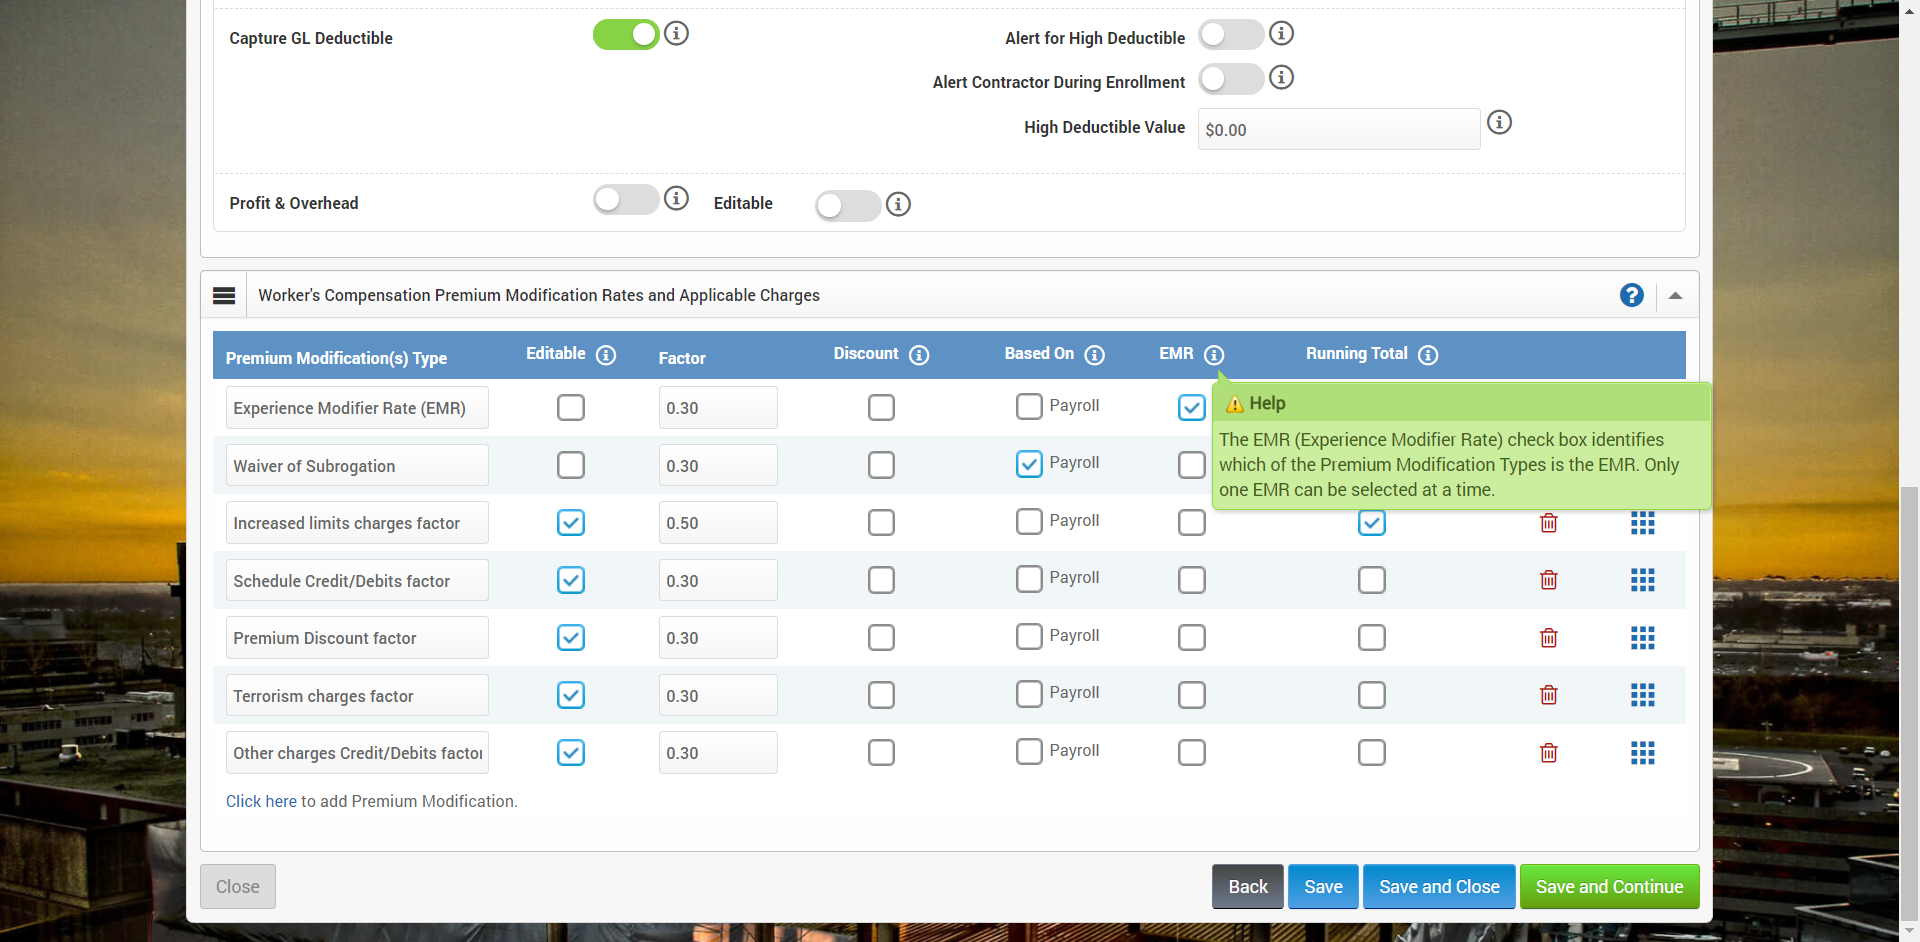 Capture GL Deductible
Alert for High Deductible
Alert Contractor During Enrollment
High Deductible Value $0.00
Profit & Overhead Editable
Worker's Compensation Premium Modification Rates and Applicable Charges
Premium Modification(s) Type Editable Factor Discount Based On EMR Running Total
Experience Modifier Rate (EMR) 0.30 Payroll
Help
The EMR (Experience Modifier Rate) check box identifies
which of the Premium Modification Types is the EMR. Only
one EMR can be selected at a time.
Waiver of Subrogation 0.30 Payroll
Increased limits charges factor 0.50 Payroll
Schedule Credit/Debits factor 0.30 Payroll
Premium Discount factor 0.30 Payroll
Terrorism charges factor 0.30 Payroll
Other charges Credit/Debits factor 0.30 Payroll
Click here to add Premium Modification.
Close Back Save Save and Close Save and Continue